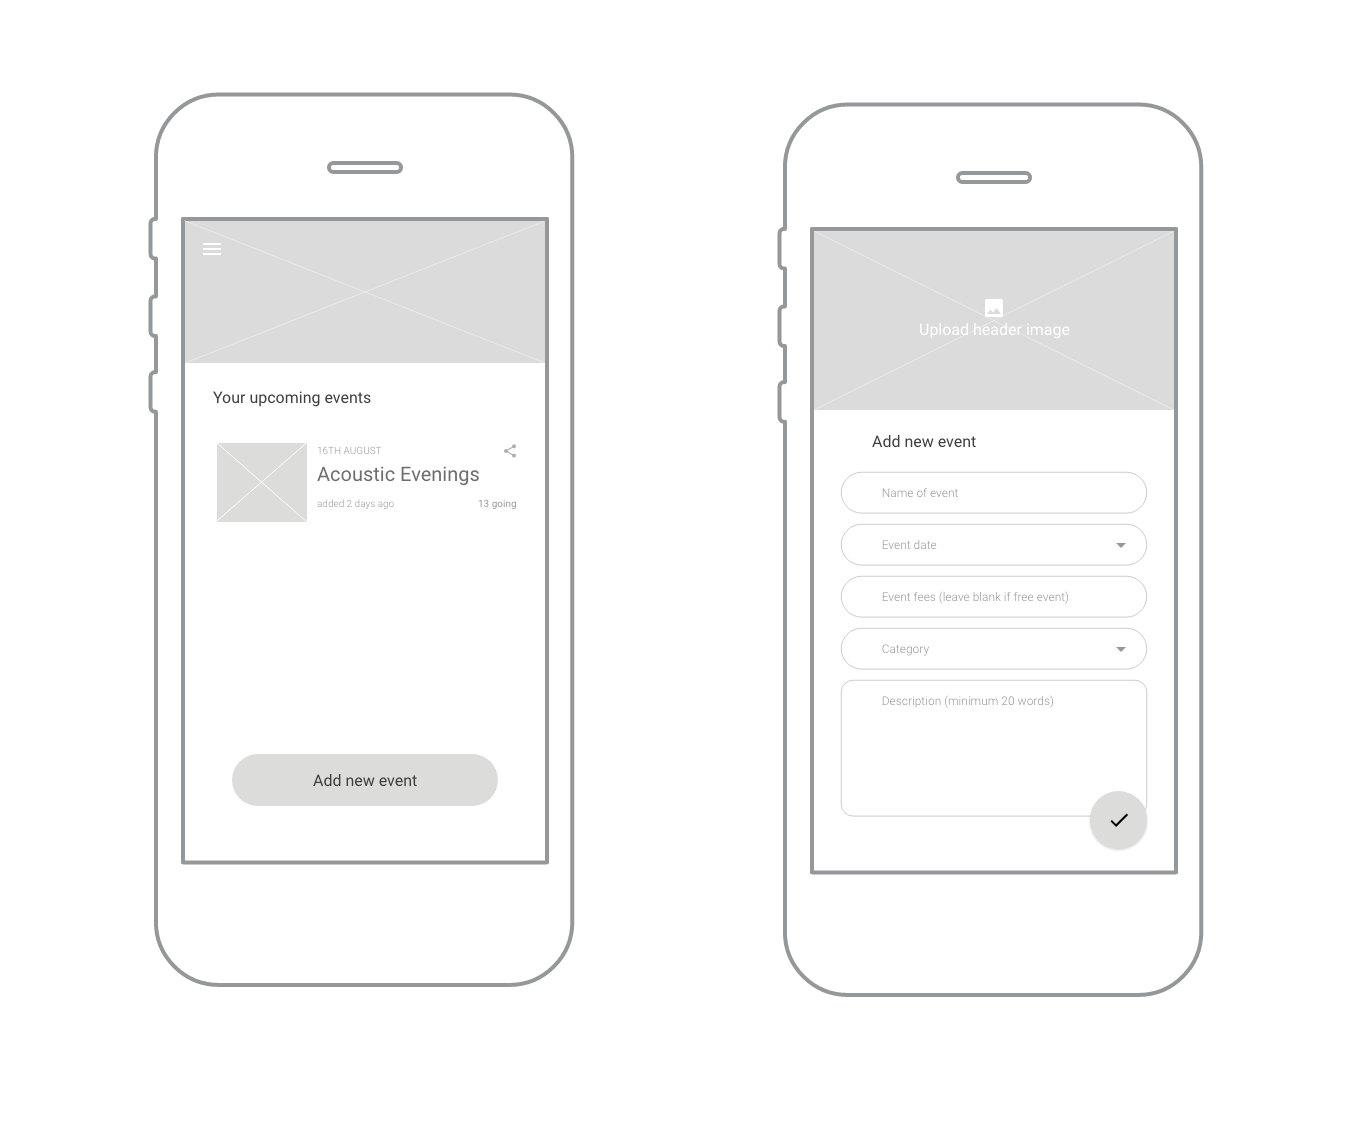 Your upcoming events
16TH AUGUST
Acoustic Evenings
added 2 days ago
13 going
Add new event
Upload header image
Add new event
Name of event
Event date
Event fees (leave blank if free event)
Category
Description (minimum 20 words)